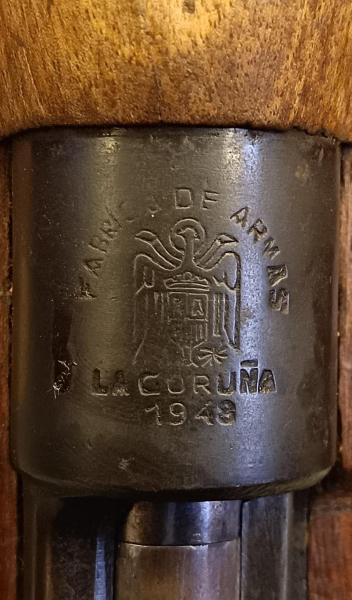 FABRICA DE ARMAS
LA CORUÑA
1948